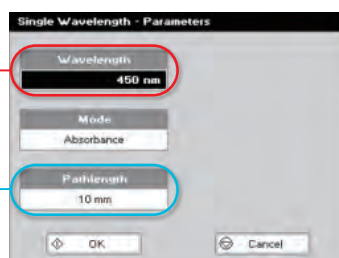 Single Wavelength - Parameters
Wavelength
450 nm
Mode
Absorbance
Pathlength
10 mm
OK
Cancel